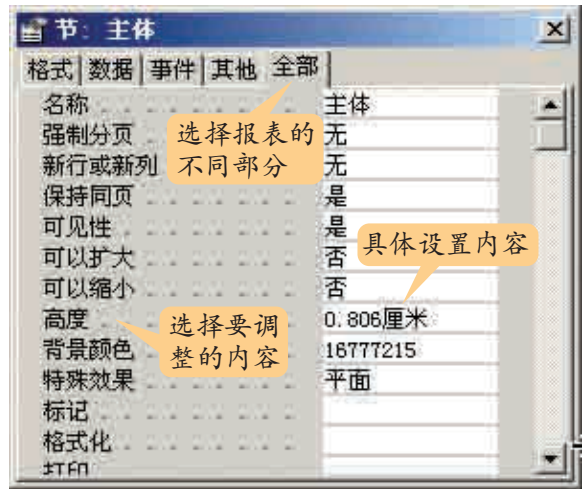 节: 主体
格式 数据 事件 其他 全部
名称 主体
强制分页 无
新行或新列 无
保持同页 是
可见性 是
可以扩大 否
可以缩小 否
高度 0.806厘米
背景颜色 16777215
特殊效果 平面
标记
格式化
打印
选择报表的
不同部分
具体设置内容
选择要调
整的内容